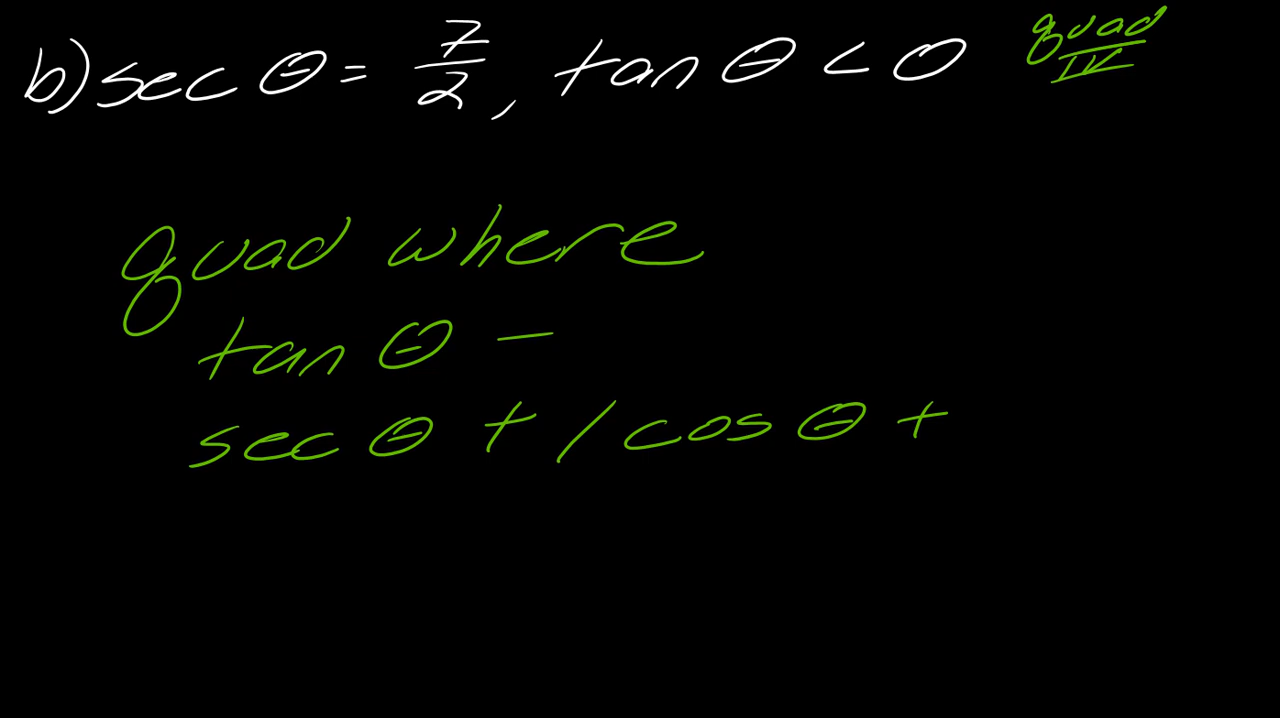 b) sec θ = 7/2, tan θ < 0 quad IV
quad where
tan θ −
sec θ + / cos θ +